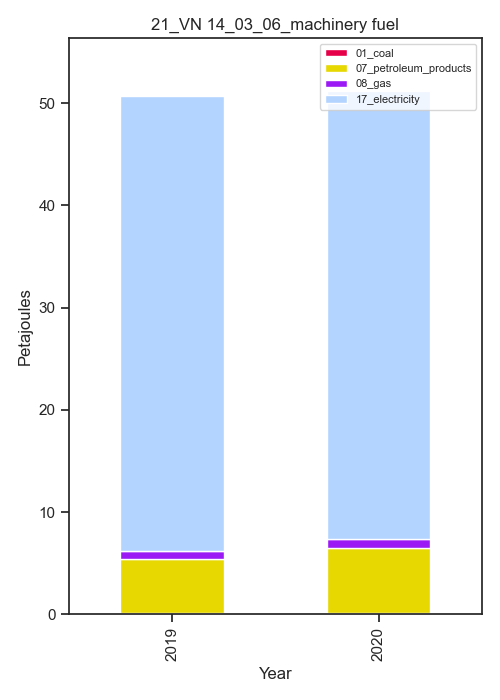 21_VN 14_03_06_machinery fuel
01_coal
07_petroleum_products
08_gas
17_electricity
50
40
30
20
10
0
Petajoules
2019
2020
Year